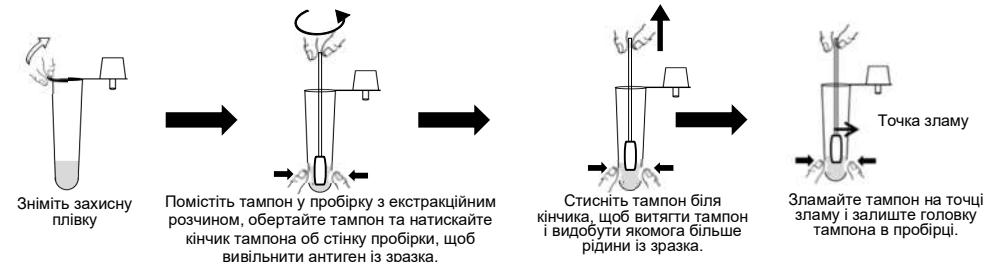 Точка зламу
Зніміть захисну
плівку
Помістіть тампон у пробірку з екстракційним
розчином, обертайте тампон та натискайте
кінчик тампона об стінку пробірки, щоб
вивільнити антиген із зразка.
Стисніть тампон біля
кінчика, щоб витягти тампон
і видобути якомога більше
рідини із зразка.
Зламайте тампон на точці
зламу і залиште головку
тампона в пробірці.